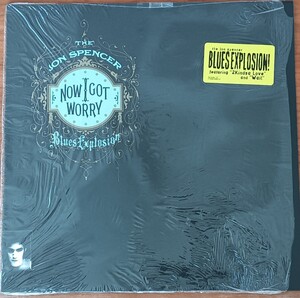 THE
JON SPENCER
NOW I GOT
WORRY
Blues Explosion
the jon spencer
BLUES EXPLOSION!
featuring "2Kindsa Love"
and "Wail"